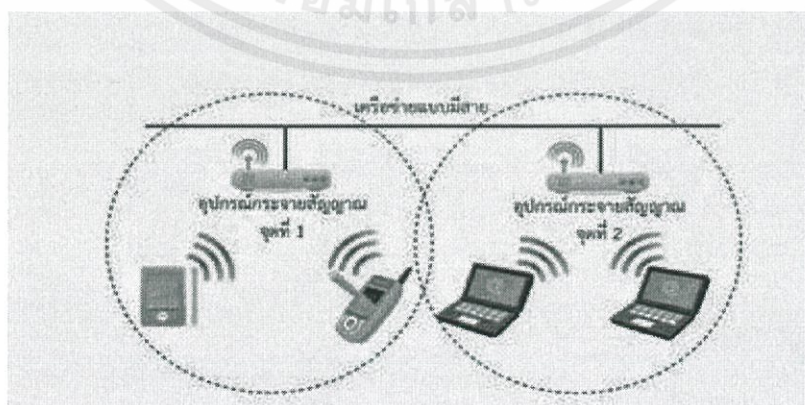 เครือข่ายแบบมีสาย
อุปกรณ์กระจายสัญญาณ
จุดที่ 1
อุปกรณ์กระจายสัญญาณ
จุดที่ 2